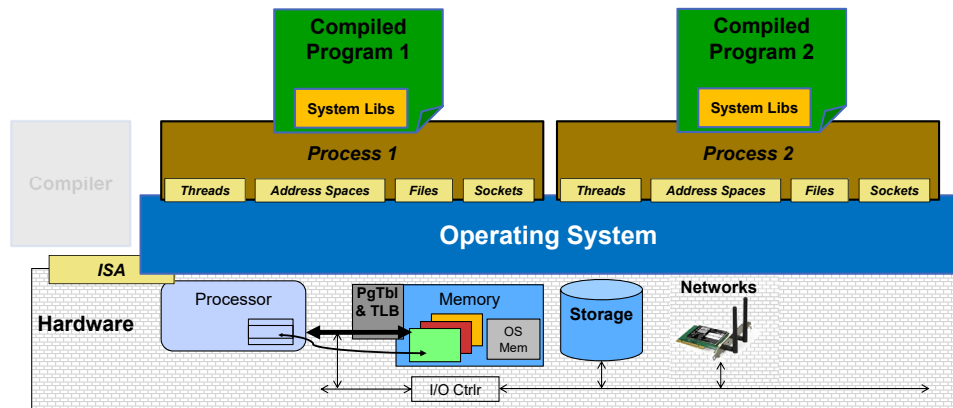 Compiled
Program 1
System Libs
Compiled
Program 2
System Libs
Process 1
Process 2
Compiler
Threads
Address Spaces
Files
Sockets
Threads
Address Spaces
Files
Sockets
Operating System
ISA
Hardware
Processor
PgTbl
& TLB
Memory
OS
Mem
Storage
Networks
I/O Ctrlr